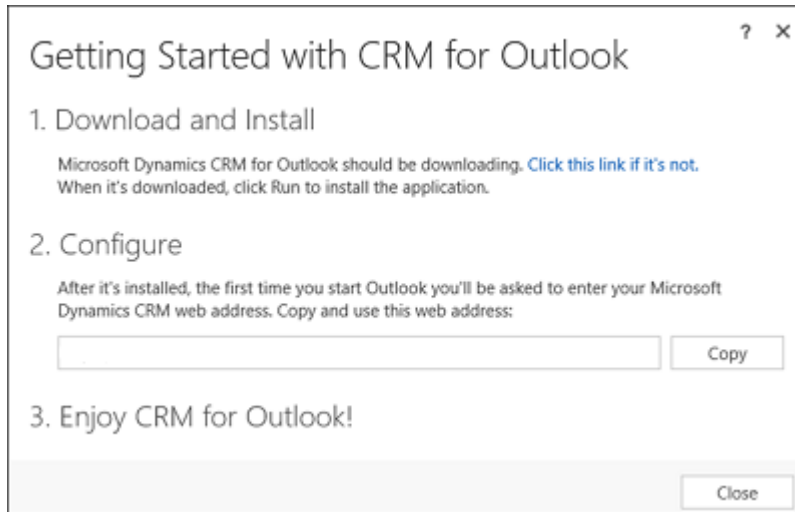 ? ×
Getting Started with CRM for Outlook
1. Download and Install
Microsoft Dynamics CRM for Outlook should be downloading. Click this link if it's not.
When it's downloaded, click Run to install the application.
2. Configure
After it's installed, the first time you start Outlook you'll be asked to enter your Microsoft
Dynamics CRM web address. Copy and use this web address:
Copy
3. Enjoy CRM for Outlook!
Close